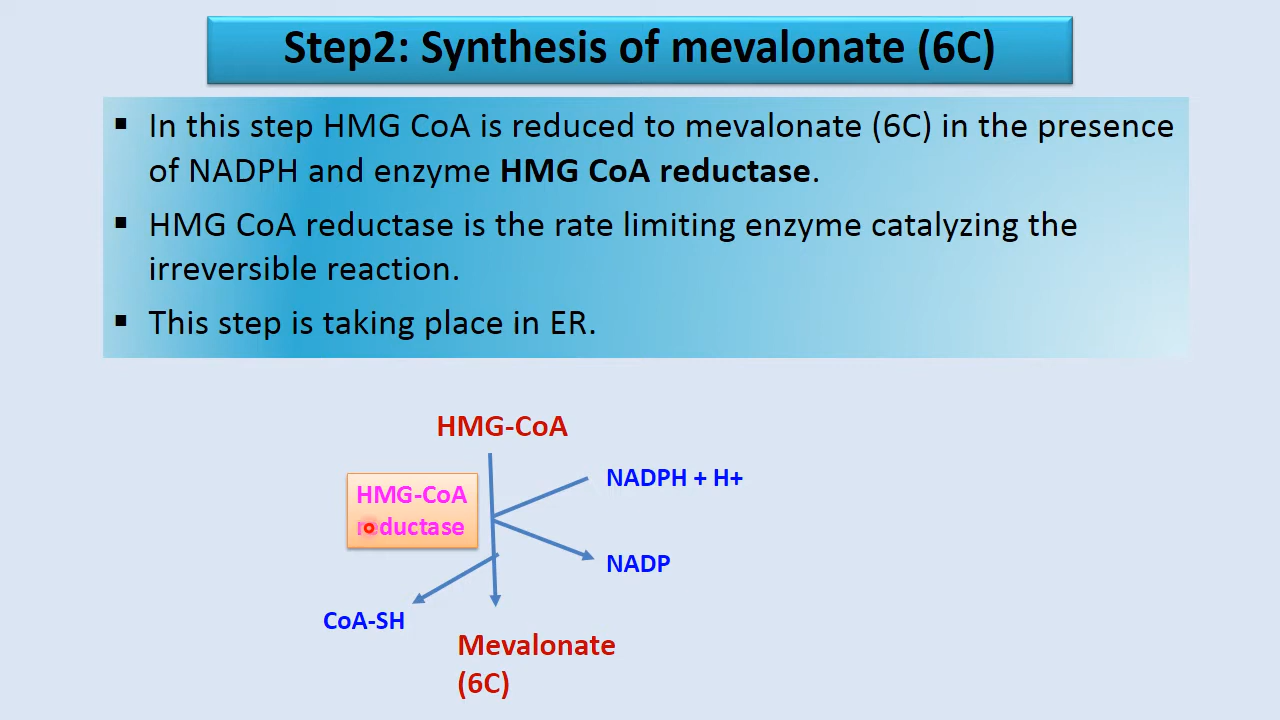 Step2: Synthesis of mevalonate (6C)
▪ In this step HMG CoA is reduced to mevalonate (6C) in the presence
of NADPH and enzyme HMG CoA reductase.
▪ HMG CoA reductase is the rate limiting enzyme catalyzing the
irreversible reaction.
▪ This step is taking place in ER.
HMG-CoA
NADPH + H+
HMG-CoA
reductase
NADP
CoA-SH
Mevalonate
(6C)